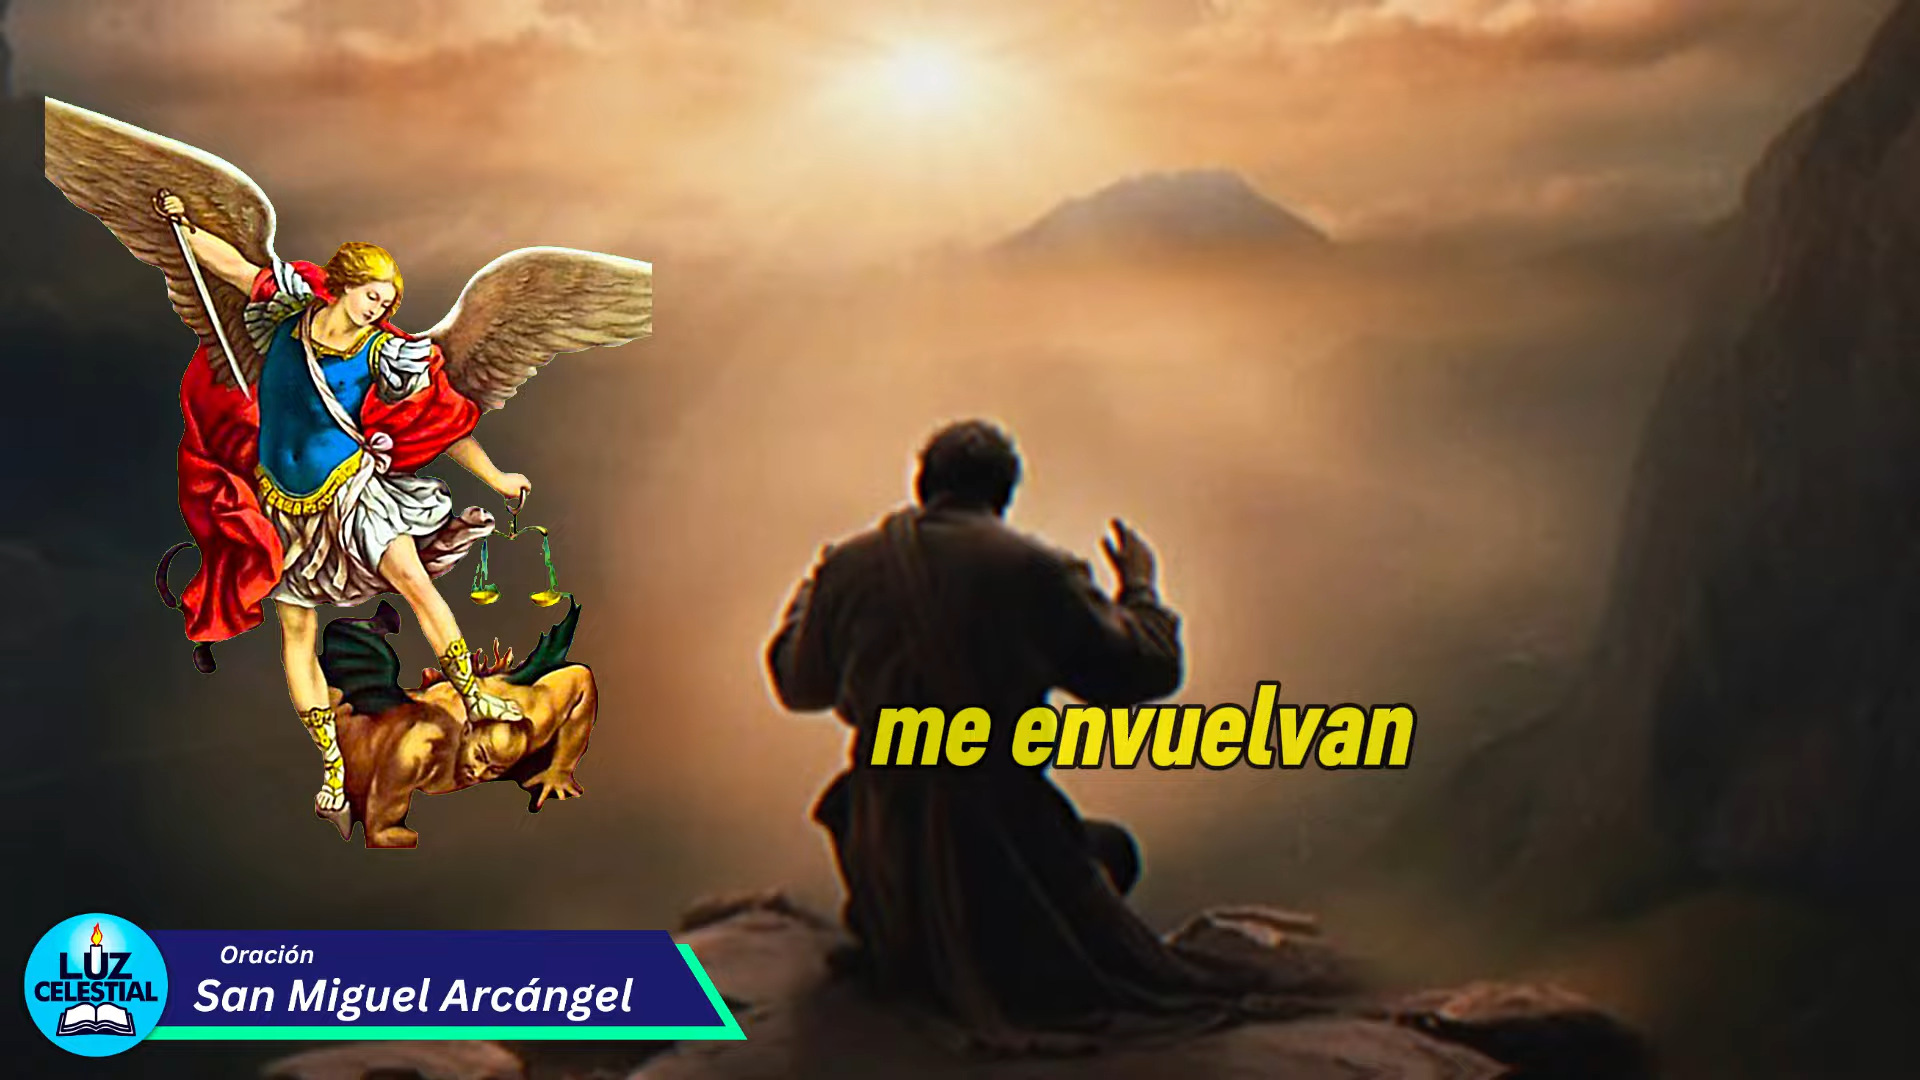 me envuelvan
Oración
San Miguel Arcángel
LUZ
CELESTIAL